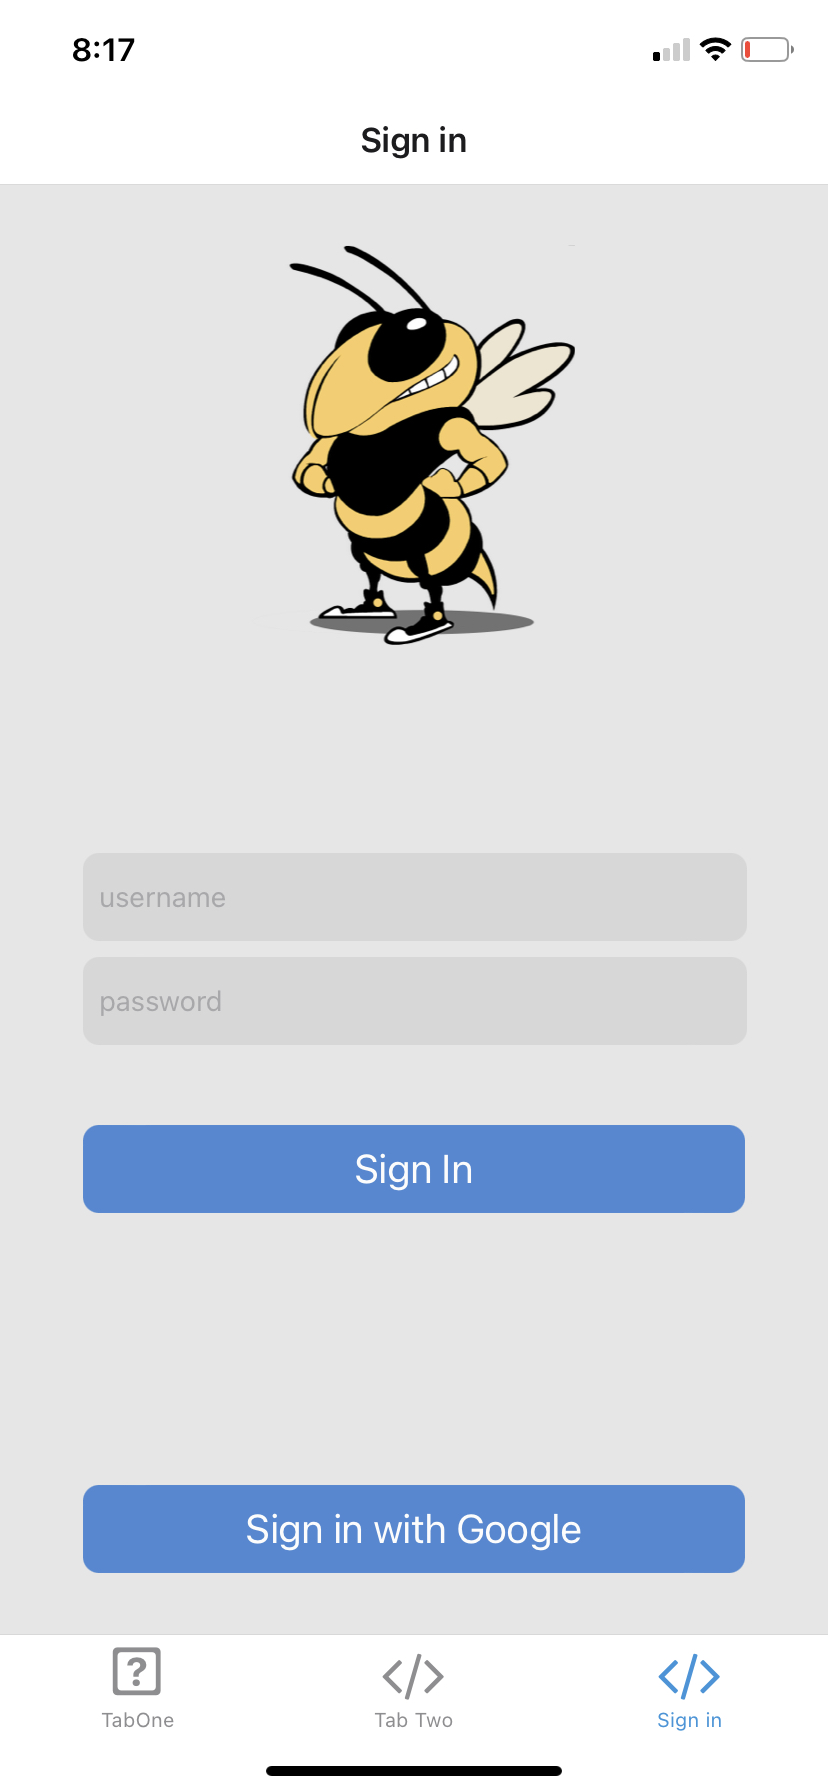 8:17
Sign in
username
password
Sign In
Sign in with Google
TabOne
Tab Two
Sign in